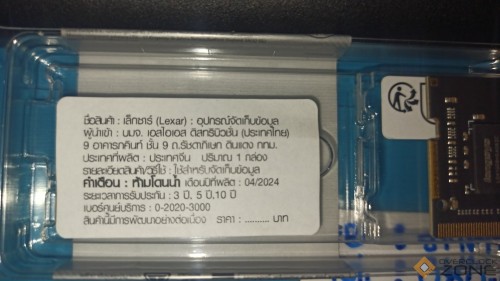 ชื่อสินค้า : เล็กซาร์ (Lexar) : อุปกรณ์จัดเก็บข้อมูล
ผู้นำเข้า : บมจ. เอสไอเอส ดิสทริบิวชั่น (ประเทศไทย)
9 อาคารภคินท์ ชั้น 9 ถ.รัชดาภิเษก ดินแดง กทม.
ประเทศที่ผลิต : ประเทศจีน ปริมาณ 1 กล่อง
รายละเอียดสินค้า/วิธีใช้ : ใช้สำหรับจัดเก็บข้อมูล
คำเตือน : ห้ามโดนน้ำ เดือนปีที่ผลิต : 04/2024
ระยะเวลาการรับประกัน : 3 ปี, 5 ปี,10 ปี
เบอร์ศูนย์บริการ : 0-2020-3000
สินค้านี้มีการพัฒนาอย่างต่อเนื่อง ราคา : .......... บาท
OVERCLOCK
ZONE